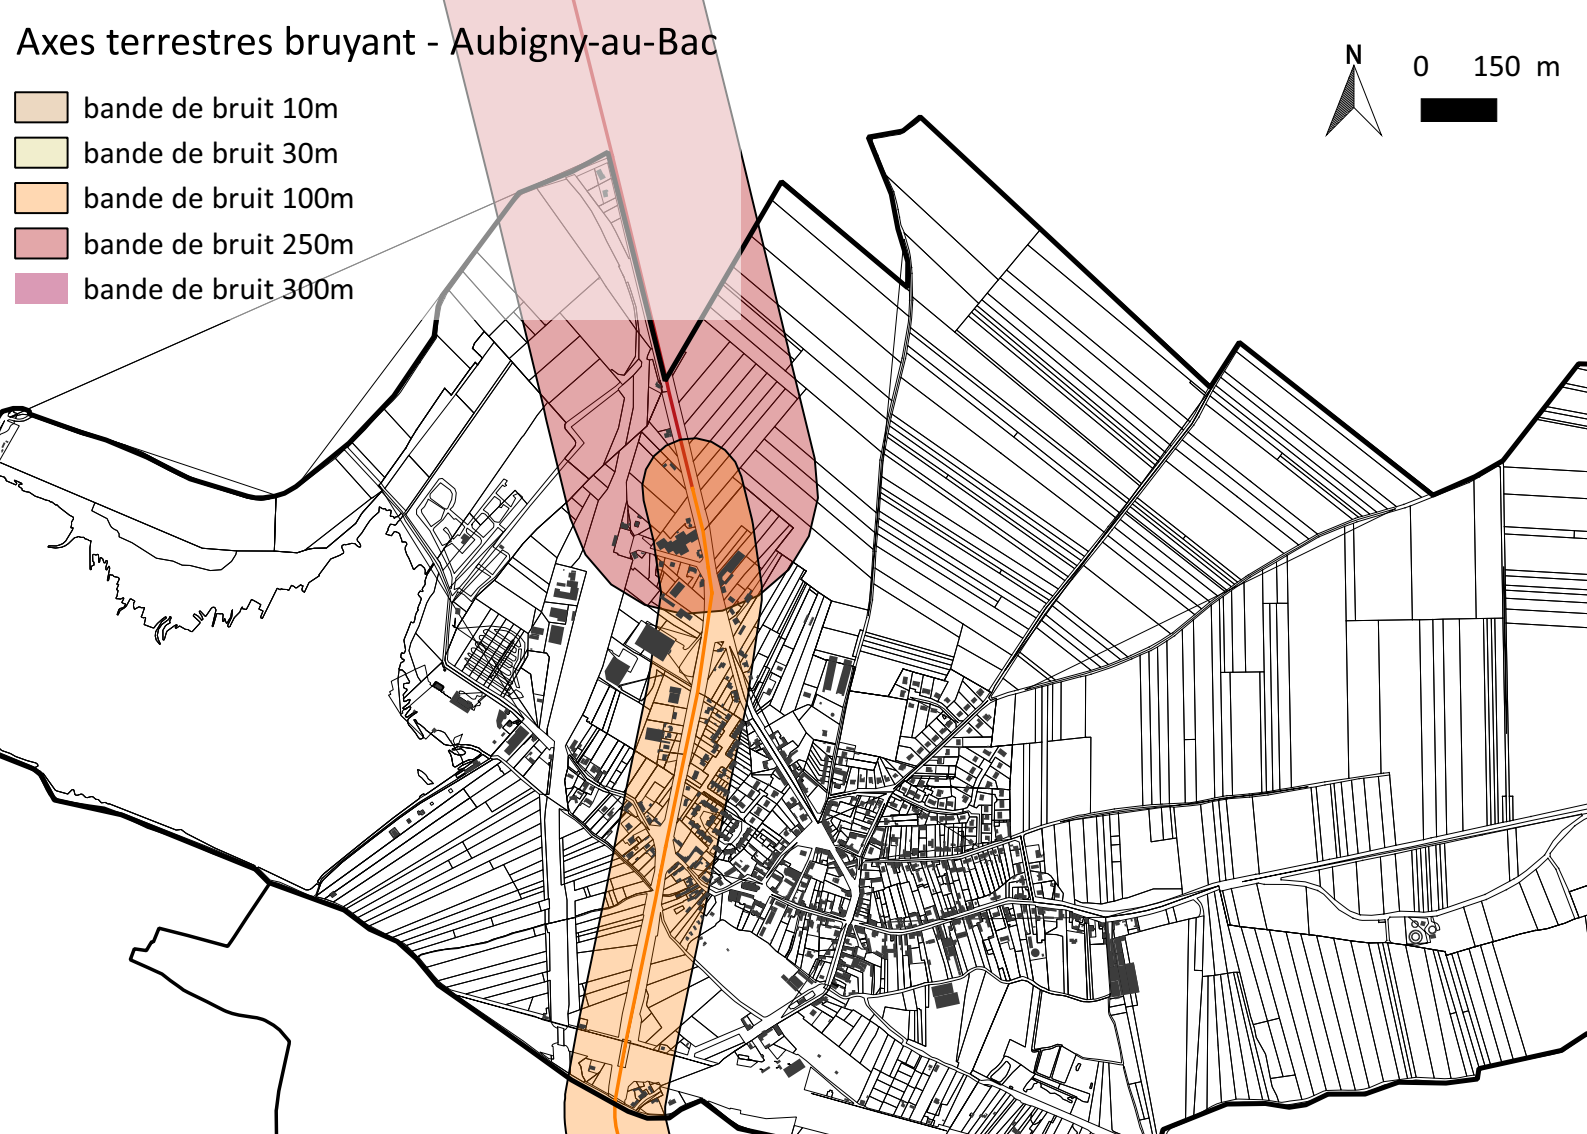 Axes terrestres bruyant - Aubigny-au-Bac
N
0 150 m
bande de bruit 10m
bande de bruit 30m
bande de bruit 100m
bande de bruit 250m
bande de bruit 300m